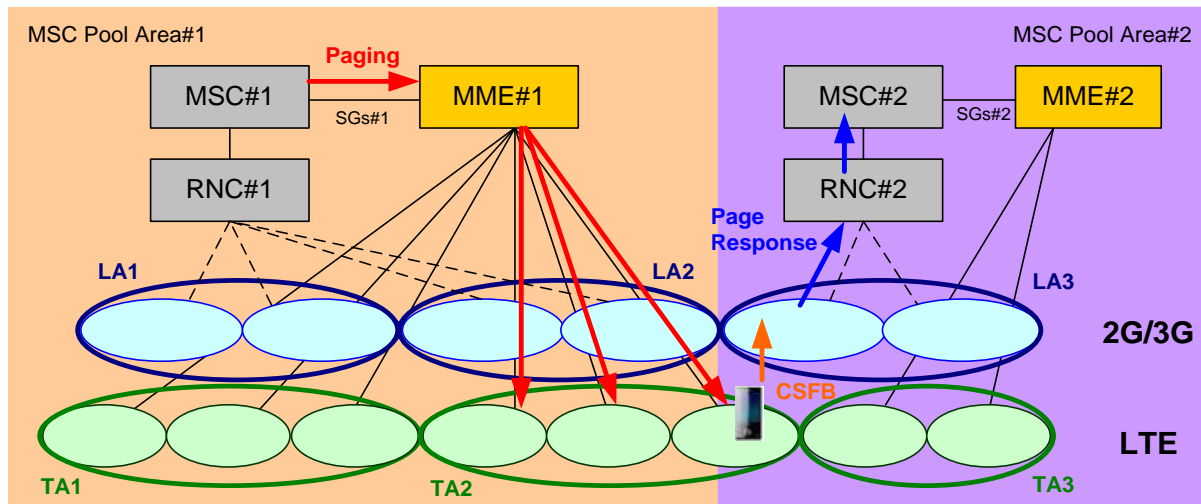 MSC Pool Area#1
MSC Pool Area#2
Paging
MSC#1
MME#1
MSC#2
MME#2
SGs#1
SGs#2
RNC#1
RNC#2
Page
Response
LA1
LA2
LA3
2G/3G
CSFB
LTE
TA1
TA2
TA3